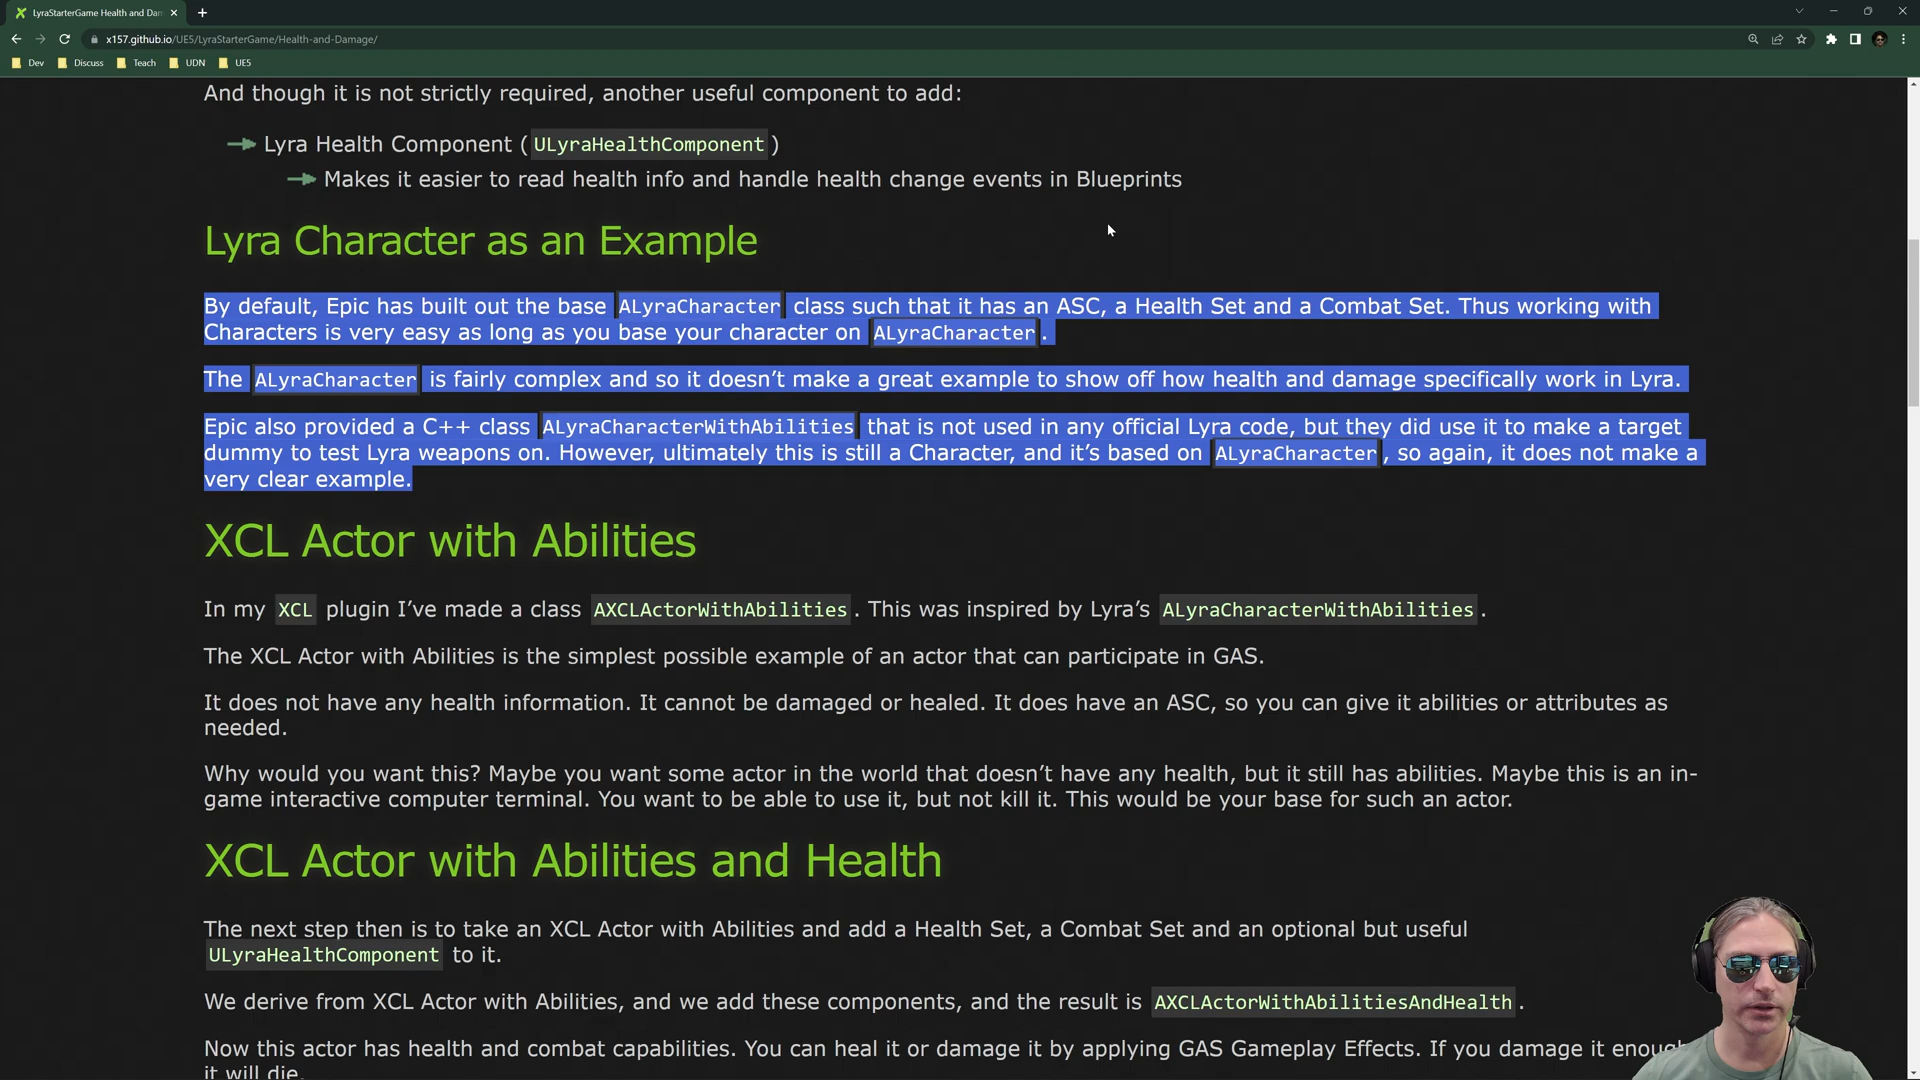 LyraStarterGame Health and Dam
x157.github.io/UE5/LyraStarterGame/Health-and-Damage/
Dev
Discuss
Teach
UDN
UE5
And though it is not strictly required, another useful component to add:
Lyra Health Component ( ULyraHealthComponent )
Makes it easier to read health info and handle health change events in Blueprints
Lyra Character as an Example
By default, Epic has built out the base ALyraCharacter class such that it has an ASC, a Health Set and a Combat Set. Thus working with
Characters is very easy as long as you base your character on ALyraCharacter .
The ALyraCharacter is fairly complex and so it doesn’t make a great example to show off how health and damage specifically work in Lyra.
Epic also provided a C++ class ALyraCharacterWithAbilities that is not used in any official Lyra code, but they did use it to make a target
dummy to test Lyra weapons on. However, ultimately this is still a Character, and it’s based on ALyraCharacter , so again, it does not make a
very clear example.
XCL Actor with Abilities
In my XCL plugin I’ve made a class AXCLActorWithAbilities . This was inspired by Lyra’s ALyraCharacterWithAbilities .
The XCL Actor with Abilities is the simplest possible example of an actor that can participate in GAS.
It does not have any health information. It cannot be damaged or healed. It does have an ASC, so you can give it abilities or attributes as
needed.
Why would you want this? Maybe you want some actor in the world that doesn’t have any health, but it still has abilities. Maybe this is an in-
game interactive computer terminal. You want to be able to use it, but not kill it. This would be your base for such an actor.
XCL Actor with Abilities and Health
The next step then is to take an XCL Actor with Abilities and add a Health Set, a Combat Set and an optional but useful
ULyraHealthComponent to it.
We derive from XCL Actor with Abilities, and we add these components, and the result is AXCLActorWithAbilitiesAndHealth .
Now this actor has health and combat capabilities. You can heal it or damage it by applying GAS Gameplay Effects. If you damage it enough
it will die.